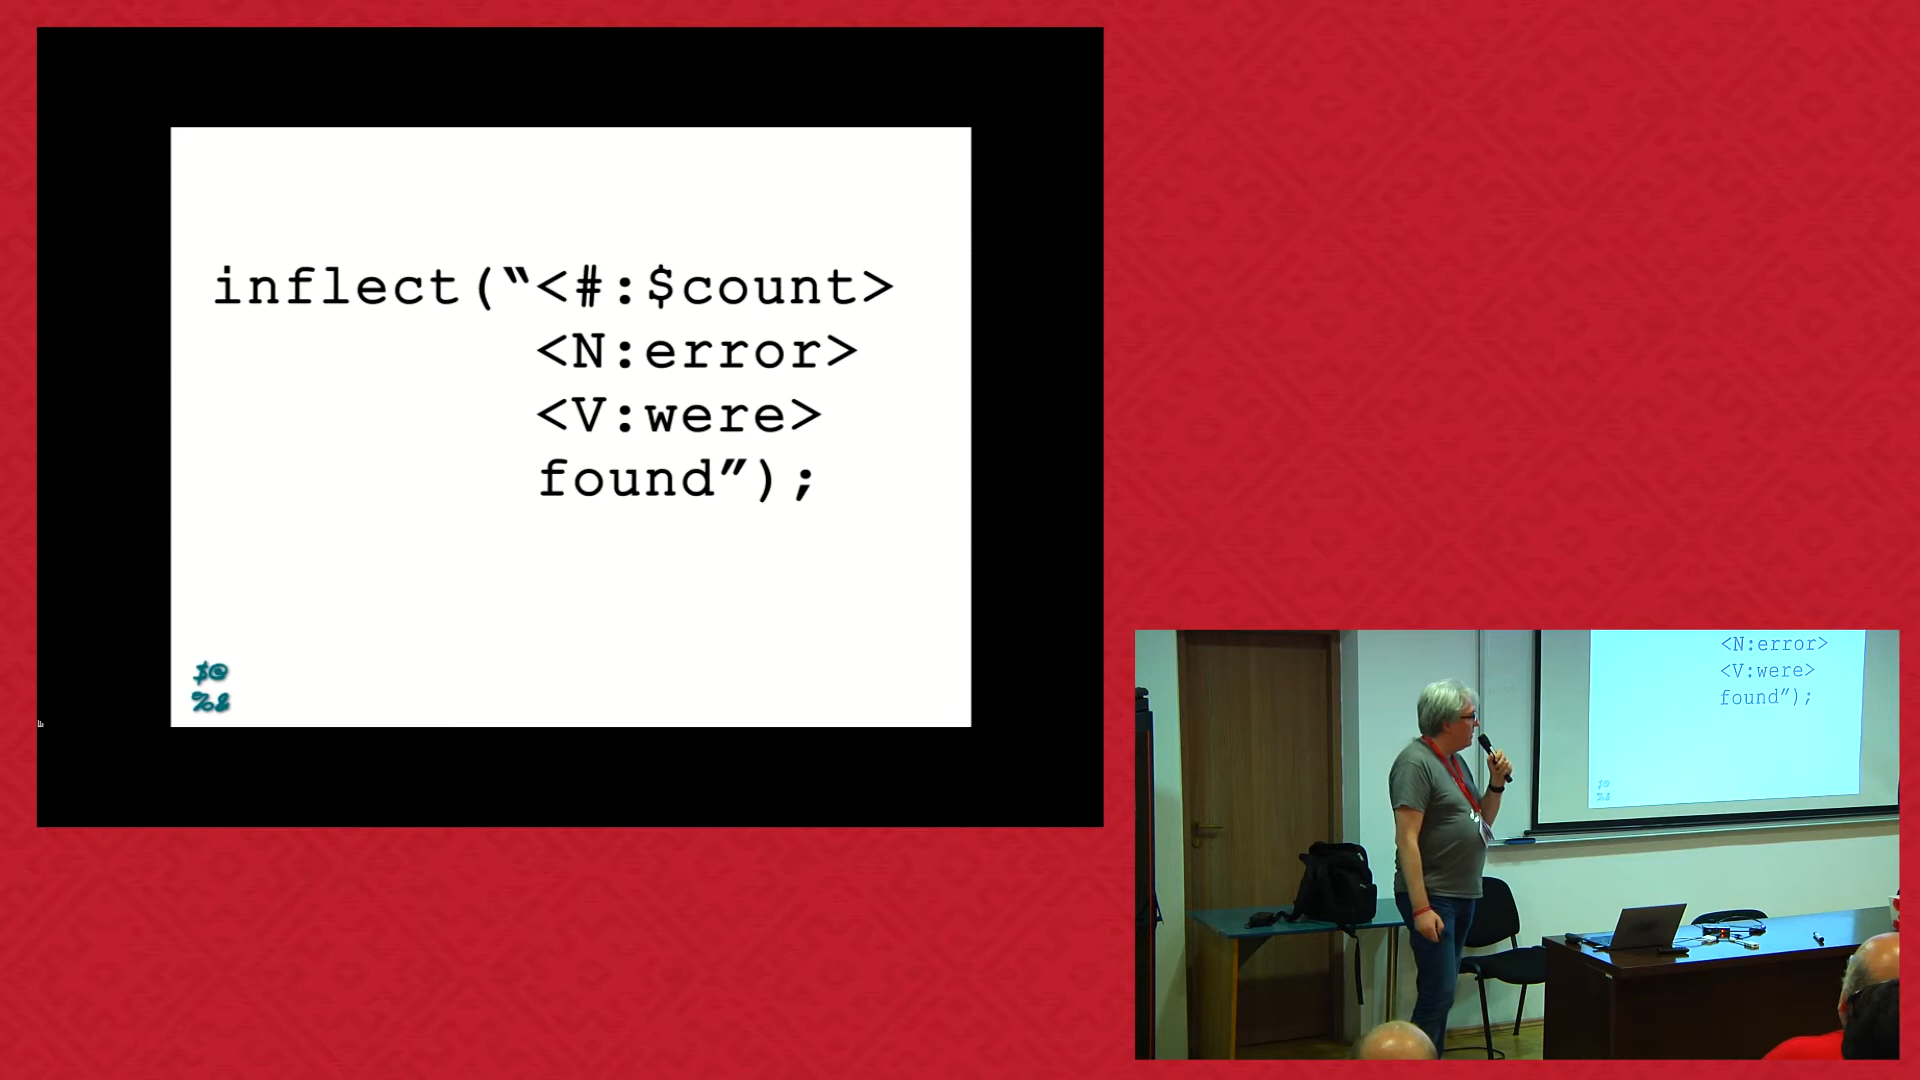 inflect(“<#:$count>
<N:error>
<V:were>
found”);
$@
%&
<N:error>
<V:were>
found”);
$@
%&